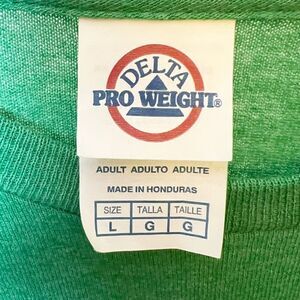 DELTA
PRO WEIGHT®
ADULT ADULTO ADULTE
MADE IN HONDURAS
SIZE TALLA TAILLE
L G G